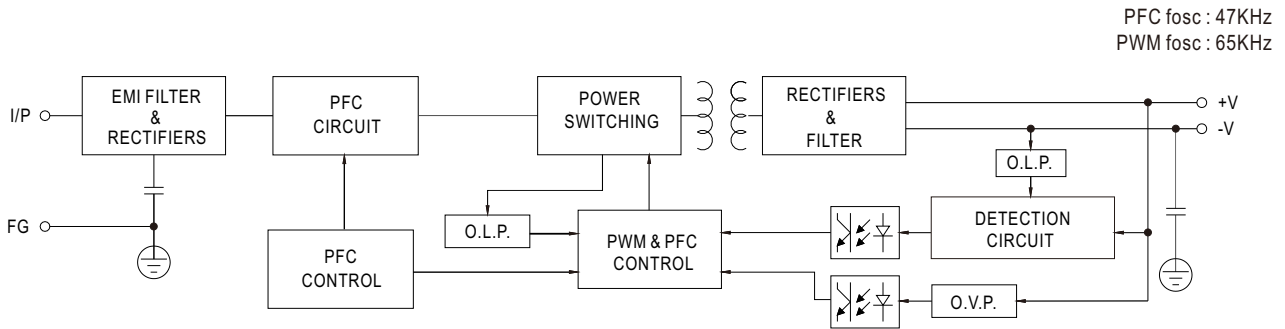 PFC fosc : 47KHz
PWM fosc : 65KHz
I/P
EMI FILTER
&
RECTIFIERS
PFC
CIRCUIT
POWER
SWITCHING
RECTIFIERS
&
FILTER
+V
-V
O.L.P.
FG
O.L.P.
PFC
CONTROL
PWM & PFC
CONTROL
DETECTION
CIRCUIT
O.V.P.